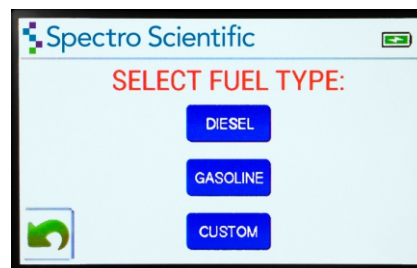 Spectro Scientific
SELECT FUEL TYPE:
DIESEL
GASOLINE
CUSTOM